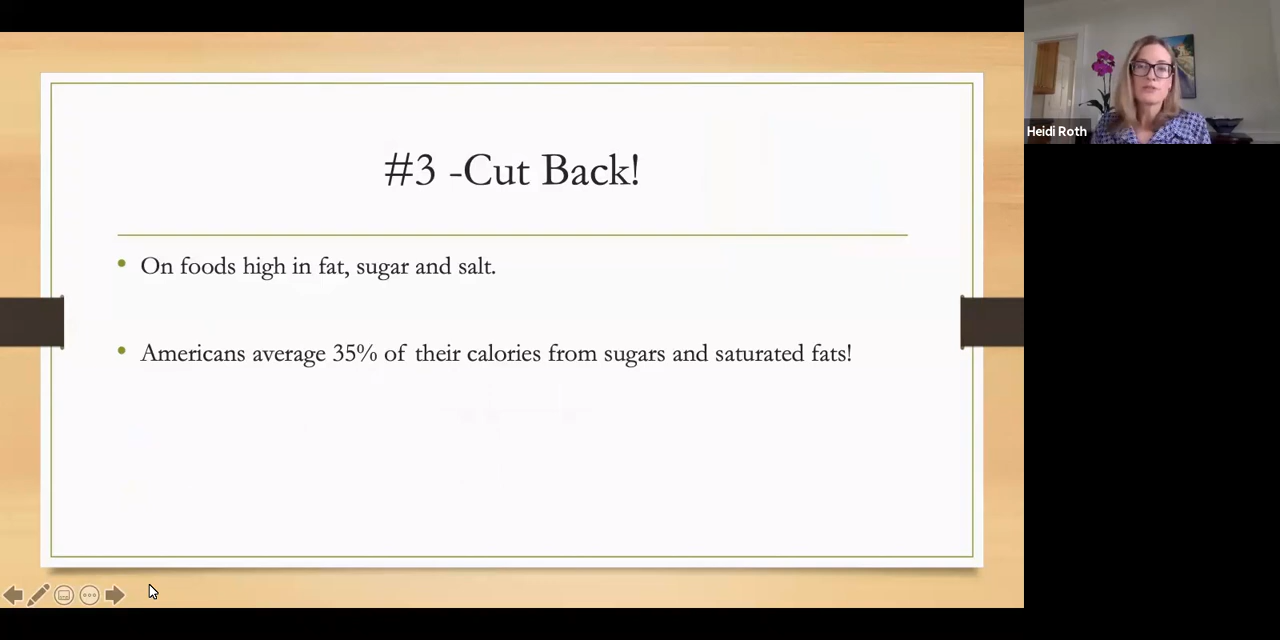 #3 -Cut Back!
On foods high in fat, sugar and salt.
Americans average 35% of their calories from sugars and saturated fats!
Heidi Roth